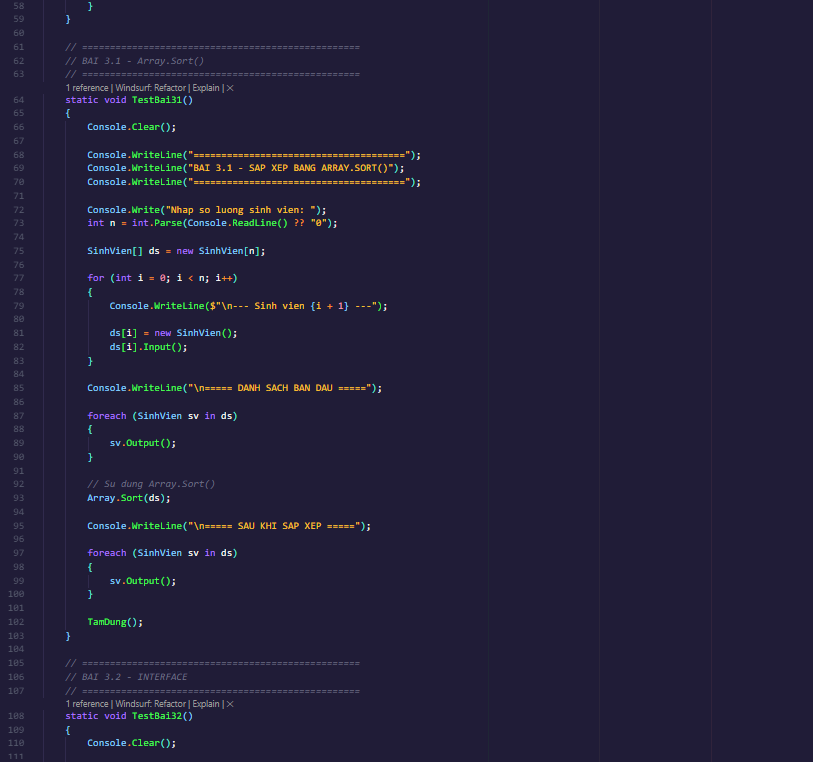 58 }
59 }
60
61 // ==================================================
62 // BAI 3.1 - Array.Sort()
63 // ==================================================
1 reference | Windsurf: Refactor | Explain | ×
64 static void TestBai31()
65 {
66 Console.Clear();
67
68 Console.WriteLine("======================================");
69 Console.WriteLine("BAI 3.1 - SAP XEP BANG ARRAY.SORT()");
70 Console.WriteLine("======================================");
71
72 Console.Write("Nhap so luong sinh vien: ");
73 int n = int.Parse(Console.ReadLine() ?? "0");
74
75 SinhVien[] ds = new SinhVien[n];
76
77 for (int i = 0; i < n; i++)
78 {
79 Console.WriteLine($"\n--- Sinh vien {i + 1} ---");
80
81 ds[i] = new SinhVien();
82 ds[i].Input();
83 }
84
85 Console.WriteLine("\n===== DANH SACH BAN DAU =====");
86
87 foreach (SinhVien sv in ds)
88 {
89 sv.Output();
90 }
91
92 // Su dung Array.Sort()
93 Array.Sort(ds);
94
95 Console.WriteLine("\n===== SAU KHI SAP XEP =====");
96
97 foreach (SinhVien sv in ds)
98 {
99 sv.Output();
100 }
101
102 TamDung();
103 }
104
105 // ==================================================
106 // BAI 3.2 - INTERFACE
107 // ==================================================
1 reference | Windsurf: Refactor | Explain | ×
108 static void TestBai32()
109 {
110 Console.Clear();
111